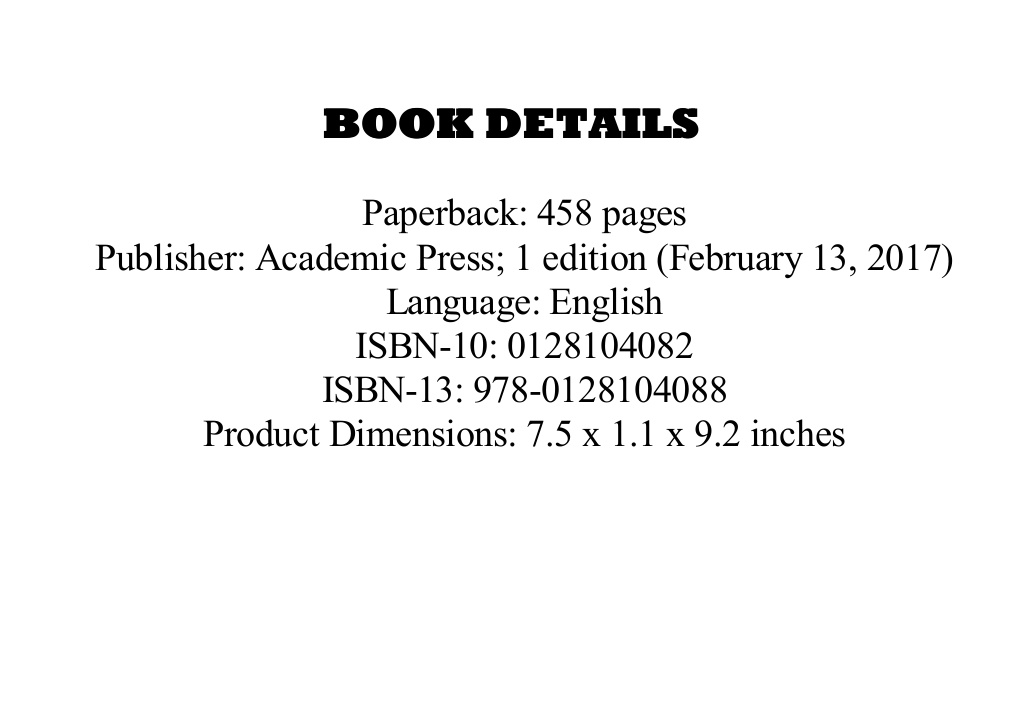 BOOK DETAILS
Paperback: 458 pages
Publisher: Academic Press; 1 edition (February 13, 2017)
Language: English
ISBN-10: 0128104082
ISBN-13: 978-0128104088
Product Dimensions: 7.5 x 1.1 x 9.2 inches